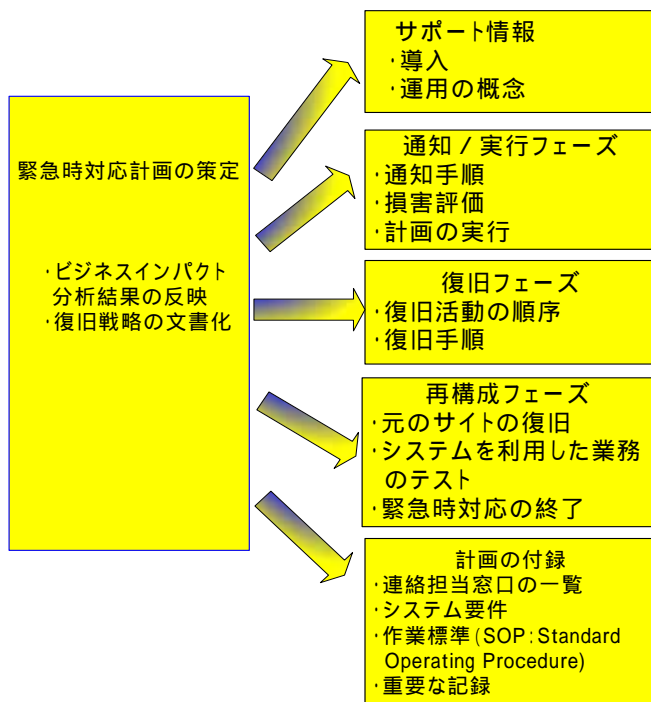 緊急時対応計画の策定
・ビジネスインパクト
分析結果の反映
・復旧戦略の文書化
サポート情報
・導入
・運用の概念
通知 / 実行フェーズ
・通知手順
・損害評価
・計画の実行
復旧フェーズ
・復旧活動の順序
・復旧手順
再構成フェーズ
・元のサイトの復旧
・システムを利用した業務
のテスト
・緊急時対応の終了
計画の付録
・連絡担当窓口の一覧
・システム要件
・作業標準(SOP:Standard
Operating Procedure)
・重要な記録